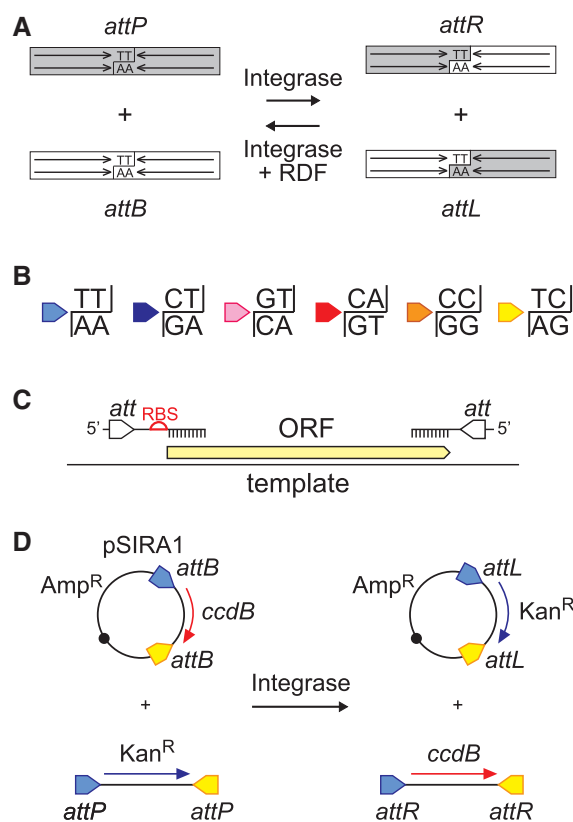 A
attP
attR
TT
AA
TT
AA
Integrase
+
+
Integrase
+ RDF
TT
AA
TT
AA
attB
attL
B
TT CT GT CA CC TC
AA GA CA GT GG AG
C
att
RBS
ORF
att
5'
5'
template
D
pSIRA1
attB
AmpR
ccdB
attB
attL
AmpR
KanR
attL
+
Integrase
+
KanR
attP
attP
ccdB
attR
attR